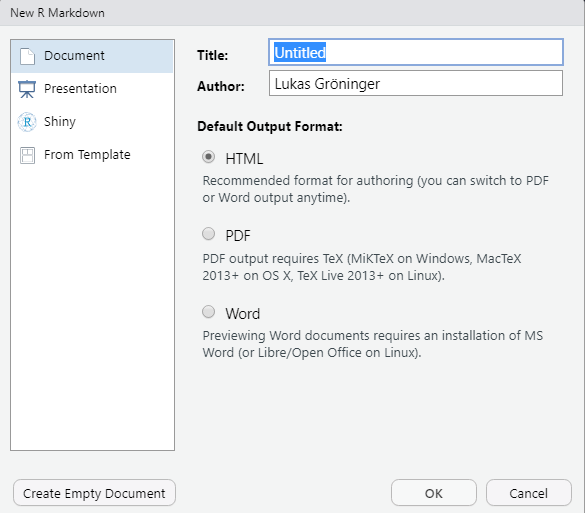 New R Markdown
Document
Presentation
Shiny
From Template
Title:
Untitled
Author:
Lukas Gröninger
Default Output Format:
HTML
Recommended format for authoring (you can switch to PDF
or Word output anytime).
PDF
PDF output requires TeX (MiKTeX on Windows, MacTeX
2013+ on OS X, TeX Live 2013+ on Linux).
Word
Previewing Word documents requires an installation of MS
Word (or Libre/Open Office on Linux).
Create Empty Document
OK
Cancel